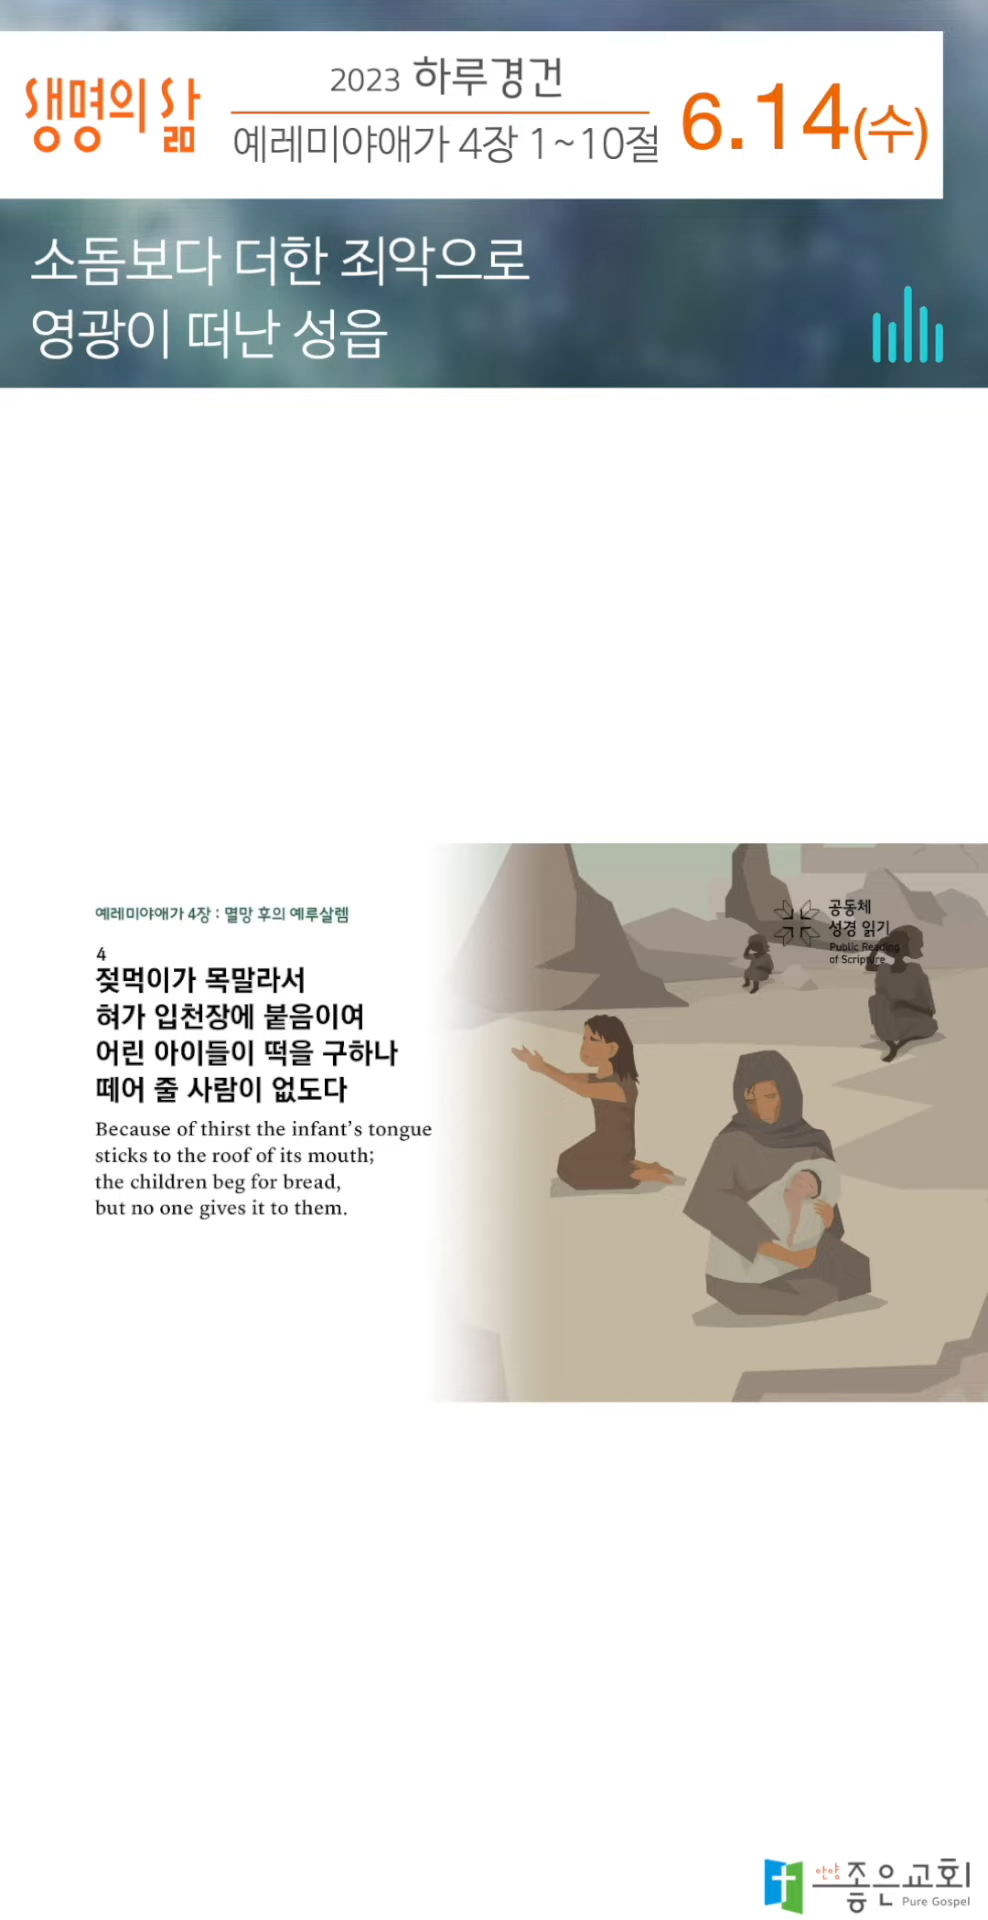 생명의 삶
2023 하루경건
예레미야애가 4장 1~10절
6.14(수)
소돔보다 더한 죄악으로
영광이 떠난 성읍
예레미야애가 4장 : 멸망 후의 예루살렘
4
젖먹이가 목말라서
혀가 입천장에 붙음이여
어린 아이들이 떡을 구하나
떼어 줄 사람이 없도다
Because of thirst the infant's tongue
sticks to the roof of its mouth;
the children beg for bread,
but no one gives it to them.
공동체
성경 읽기
Public Reading
of Scripture
안양 좋은교회
Pure Gospel